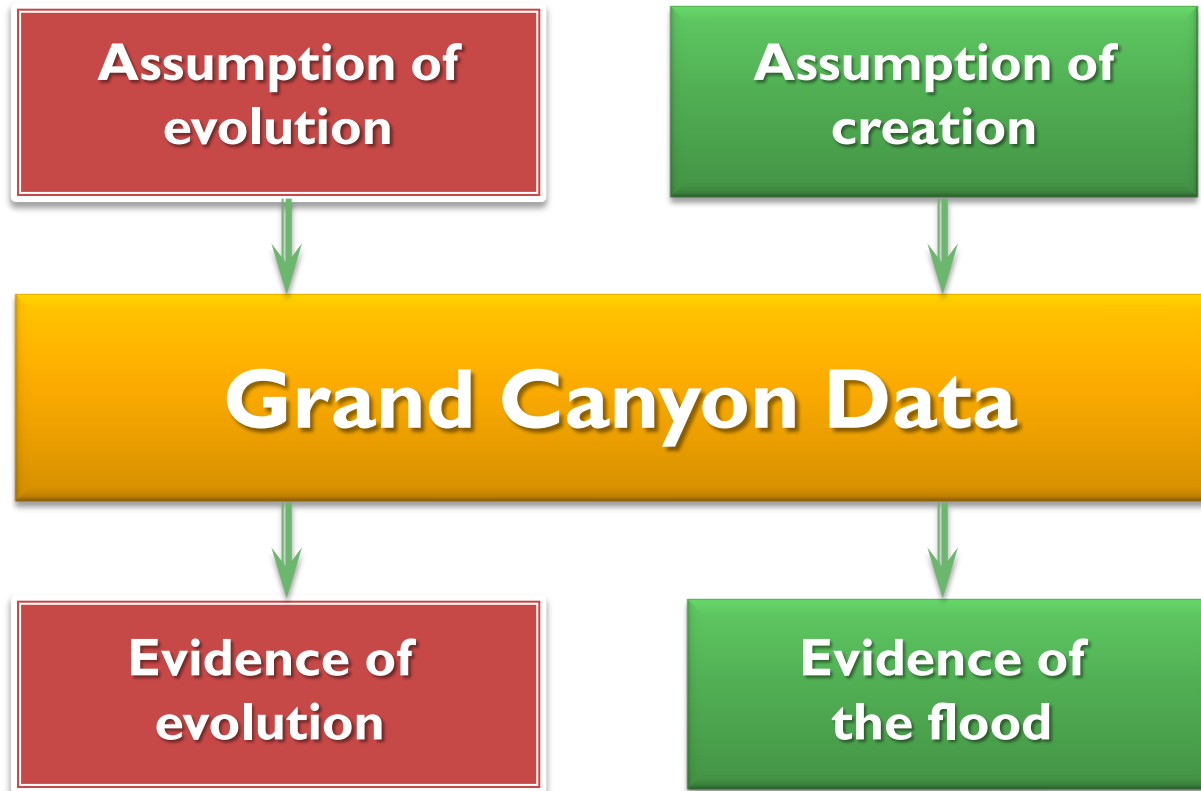 Assumption of
evolution
Assumption of
creation
Grand Canyon Data
Evidence of
evolution
Evidence of
the flood